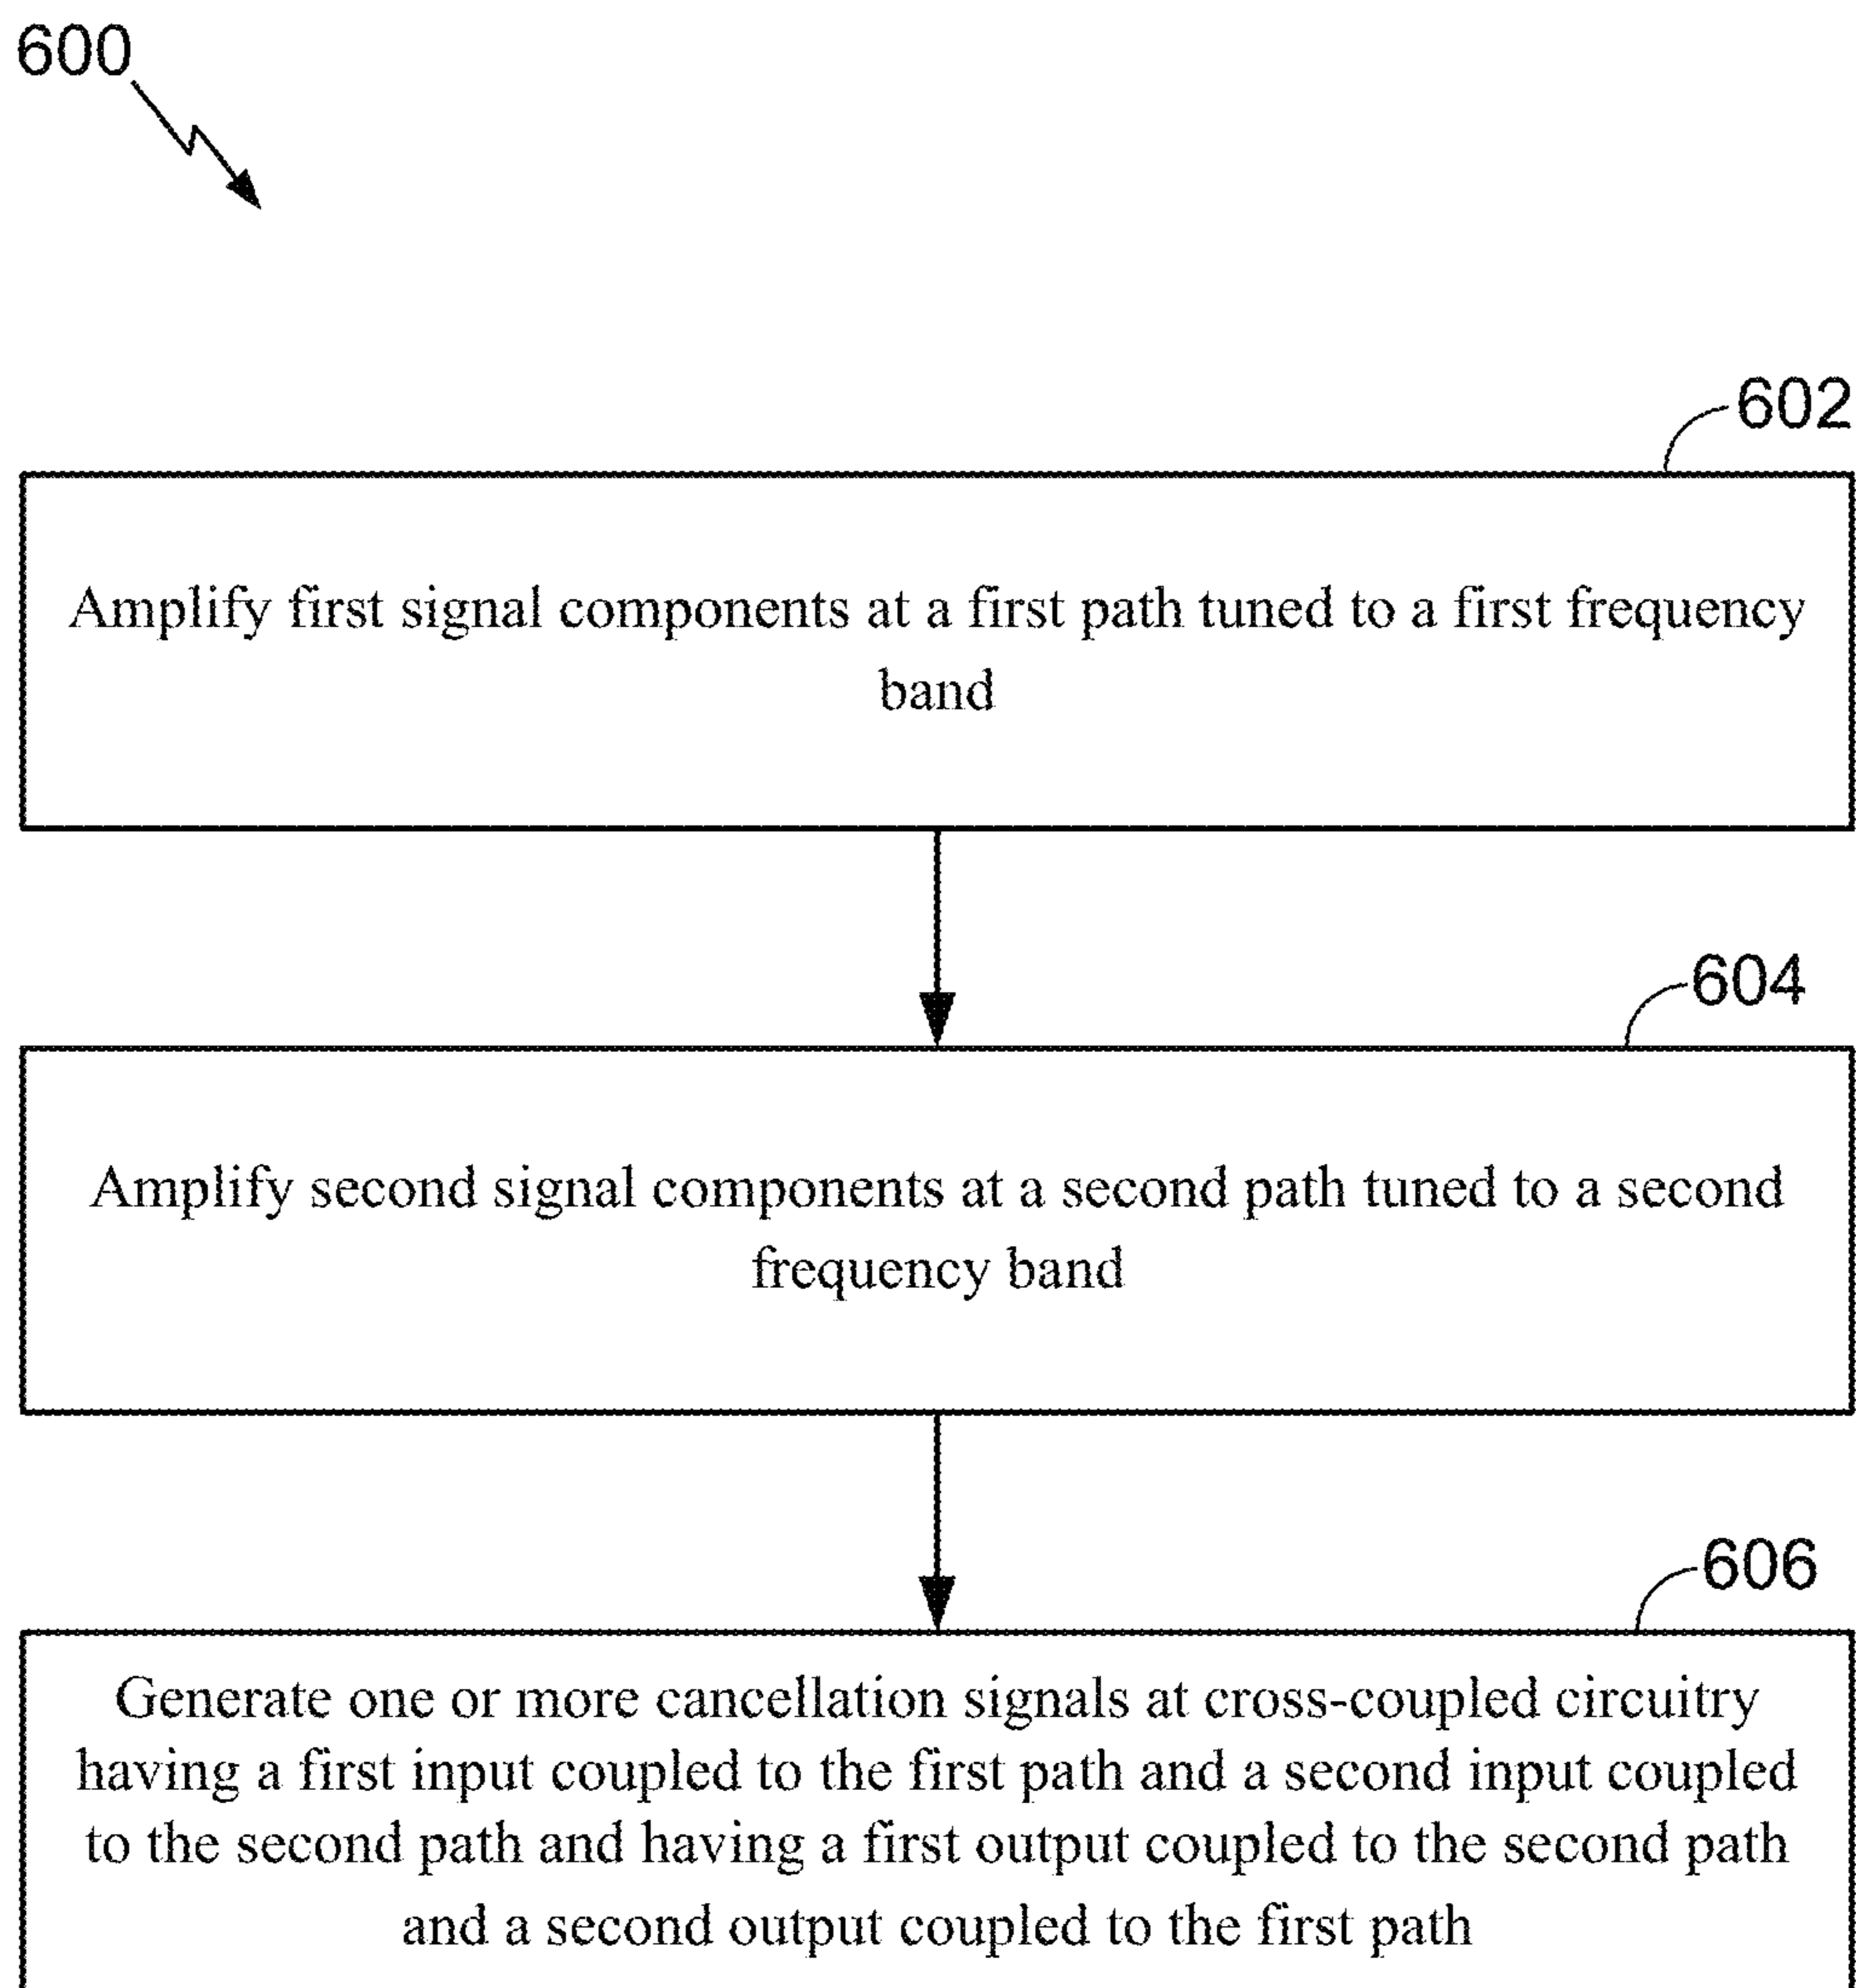 600
602
Amplify first signal components at a first path tuned to a first frequency
band
604
Amplify second signal components at a second path tuned to a second
frequency band
606
Generate one or more cancellation signals at cross-coupled circuitry
having a first input coupled to the first path and a second input coupled
to the second path and having a first output coupled to the second path
and a second output coupled to the first path